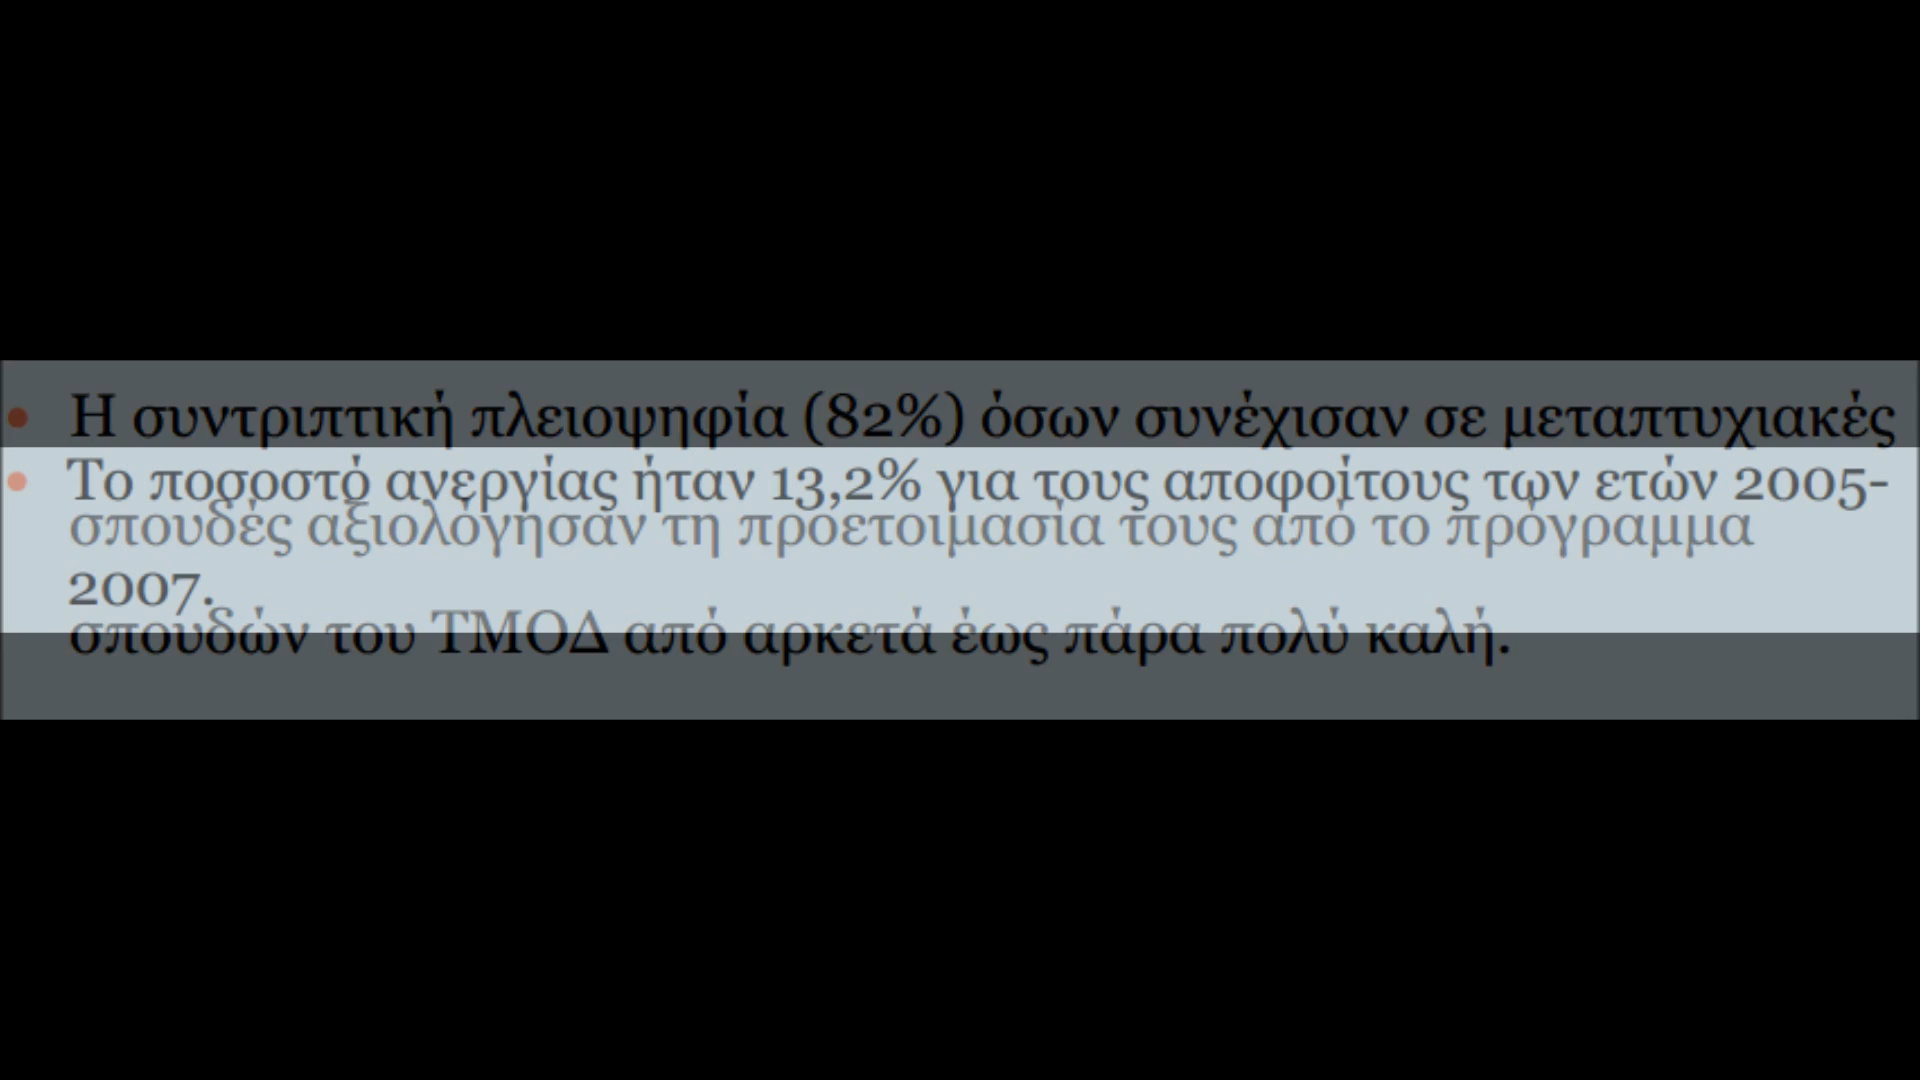 • Η συντριπτική πλειοψηφία (82%) όσων συνέχισαν σε μεταπτυχιακές
σπουδές αξιολόγησαν τη προετοιμασία τους από το πρόγραμμα
σπουδών του ΤΜΟΔ από αρκετά έως πάρα πολύ καλή.
• Το ποσοστό ανεργίας ήταν 13,2% για τους αποφοίτους των ετών 2005-
2007.